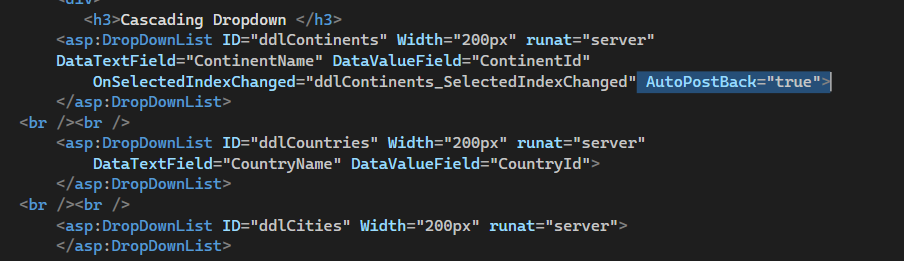 <div>
<h3>Cascading Dropdown </h3>
<asp:DropDownList ID="ddlContinents" Width="200px" runat="server"
DataTextField="ContinentName" DataValueField="ContinentId"
OnSelectedIndexChanged="ddlContinents_SelectedIndexChanged" AutoPostBack="true">
</asp:DropDownList>
<br /><br />
<asp:DropDownList ID="ddlCountries" Width="200px" runat="server"
DataTextField="CountryName" DataValueField="CountryId">
</asp:DropDownList>
<br /><br />
<asp:DropDownList ID="ddlCities" Width="200px" runat="server">
</asp:DropDownList>